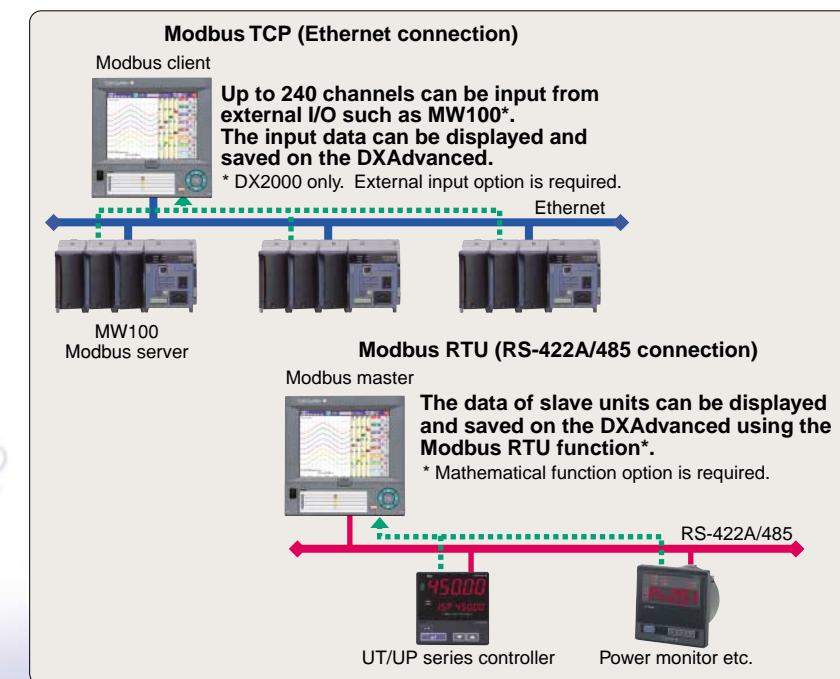 Modbus TCP (Ethernet connection)
Modbus client
Up to 240 channels can be input from
external I/O such as MW100*.
The input data can be displayed and
saved on the DXAdvanced.
* DX2000 only. External input option is required.
Ethernet
MW100
Modbus server
Modbus RTU (RS-422A/485 connection)
Modbus master
The data of slave units can be displayed
and saved on the DXAdvanced using the
Modbus RTU function*.
* Mathematical function option is required.
RS-422A/485
450.00
ISP 450.00
UT/UP series controller
Power monitor etc.